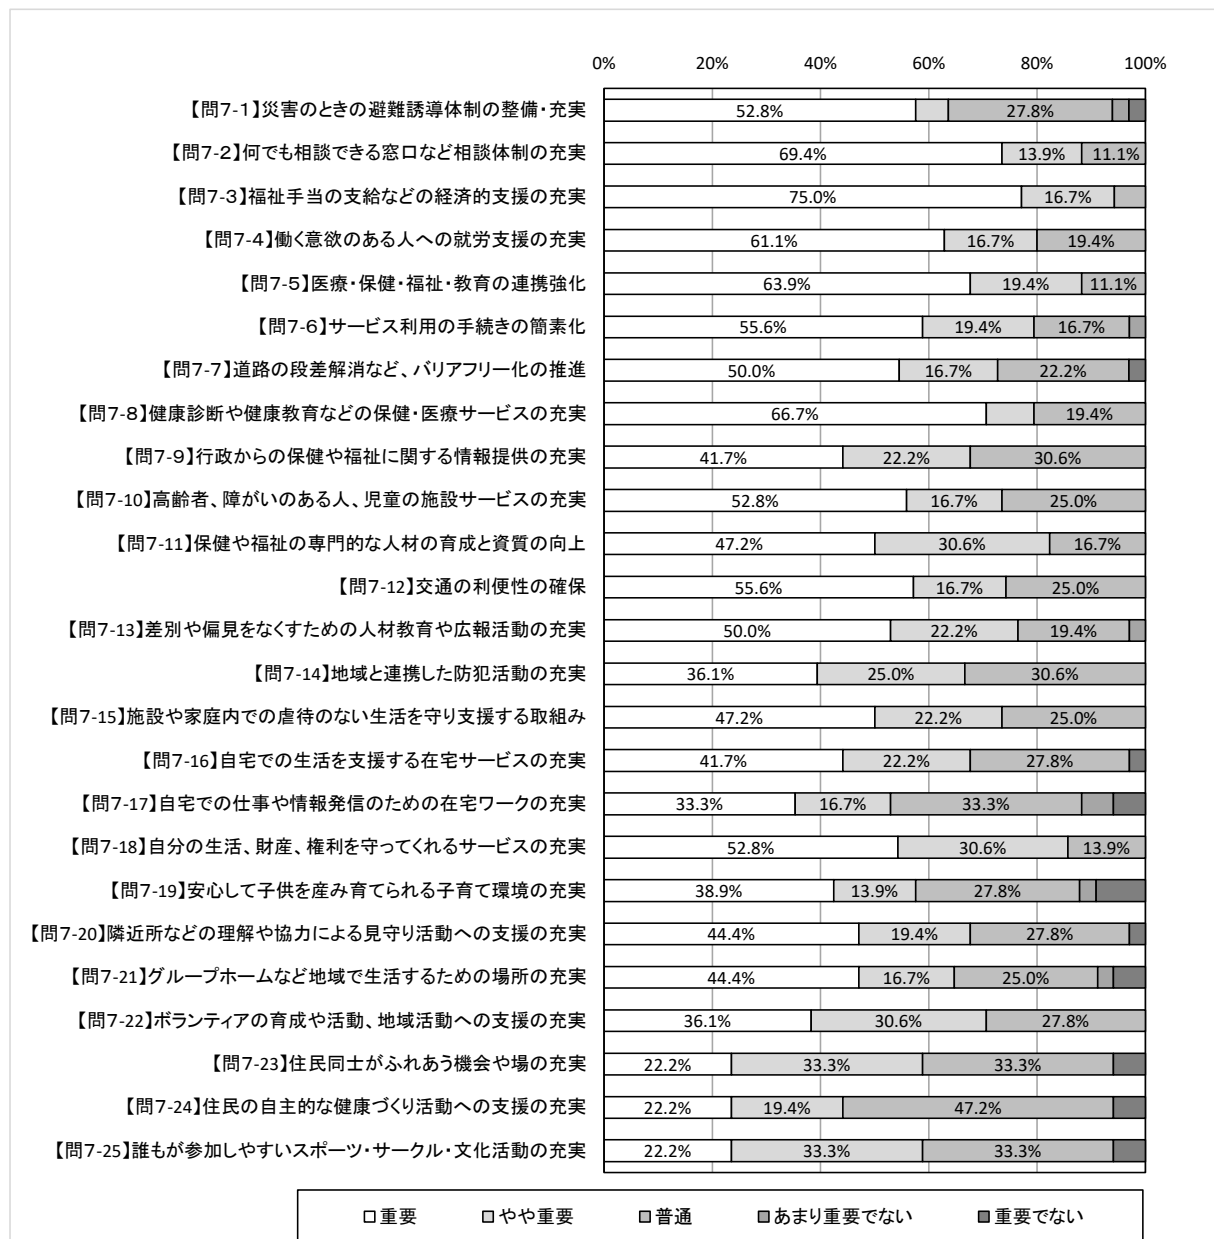 0% 20% 40% 60% 80% 100%
【問7-1】災害のときの避難誘導体制の整備・充実 52.8% 27.8%
【問7-2】何でも相談できる窓口など相談体制の充実 69.4% 13.9% 11.1%
【問7-3】福祉手当の支給などの経済的支援の充実 75.0% 16.7%
【問7-4】働く意欲のある人への就労支援の充実 61.1% 16.7% 19.4%
【問7-5】医療・保健・福祉・教育の連携強化 63.9% 19.4% 11.1%
【問7-6】サービス利用の手続きの簡素化 55.6% 19.4% 16.7%
【問7-7】道路の段差解消など、バリアフリー化の推進 50.0% 16.7% 22.2%
【問7-8】健康診断や健康教育などの保健・医療サービスの充実 66.7% 19.4%
【問7-9】行政からの保健や福祉に関する情報提供の充実 41.7% 22.2% 30.6%
【問7-10】高齢者、障がいのある人、児童の施設サービスの充実 52.8% 16.7% 25.0%
【問7-11】保健や福祉の専門的な人材の育成と資質の向上 47.2% 30.6% 16.7%
【問7-12】交通の利便性の確保 55.6% 16.7% 25.0%
【問7-13】差別や偏見をなくすための人材教育や広報活動の充実 50.0% 22.2% 19.4%
【問7-14】地域と連携した防犯活動の充実 36.1% 25.0% 30.6%
【問7-15】施設や家庭内での虐待のない生活を守り支援する取組み 47.2% 22.2% 25.0%
【問7-16】自宅での生活を支援する在宅サービスの充実 41.7% 22.2% 27.8%
【問7-17】自宅での仕事や情報発信のための在宅ワークの充実 33.3% 16.7% 33.3%
【問7-18】自分の生活、財産、権利を守ってくれるサービスの充実 52.8% 30.6% 13.9%
【問7-19】安心して子供を産み育てられる子育て環境の充実 38.9% 13.9% 27.8%
【問7-20】隣近所などの理解や協力による見守り活動への支援の充実 44.4% 19.4% 27.8%
【問7-21】グループホームなど地域で生活するための場所の充実 44.4% 16.7% 25.0%
【問7-22】ボランティアの育成や活動、地域活動への支援の充実 36.1% 30.6% 27.8%
【問7-23】住民同士がふれあう機会や場の充実 22.2% 33.3% 33.3%
【問7-24】住民の自主的な健康づくり活動への支援の充実 22.2% 19.4% 47.2%
【問7-25】誰もが参加しやすいスポーツ・サークル・文化活動の充実 22.2% 33.3% 33.3%
重要 やや重要 普通 あまり重要でない 重要でない